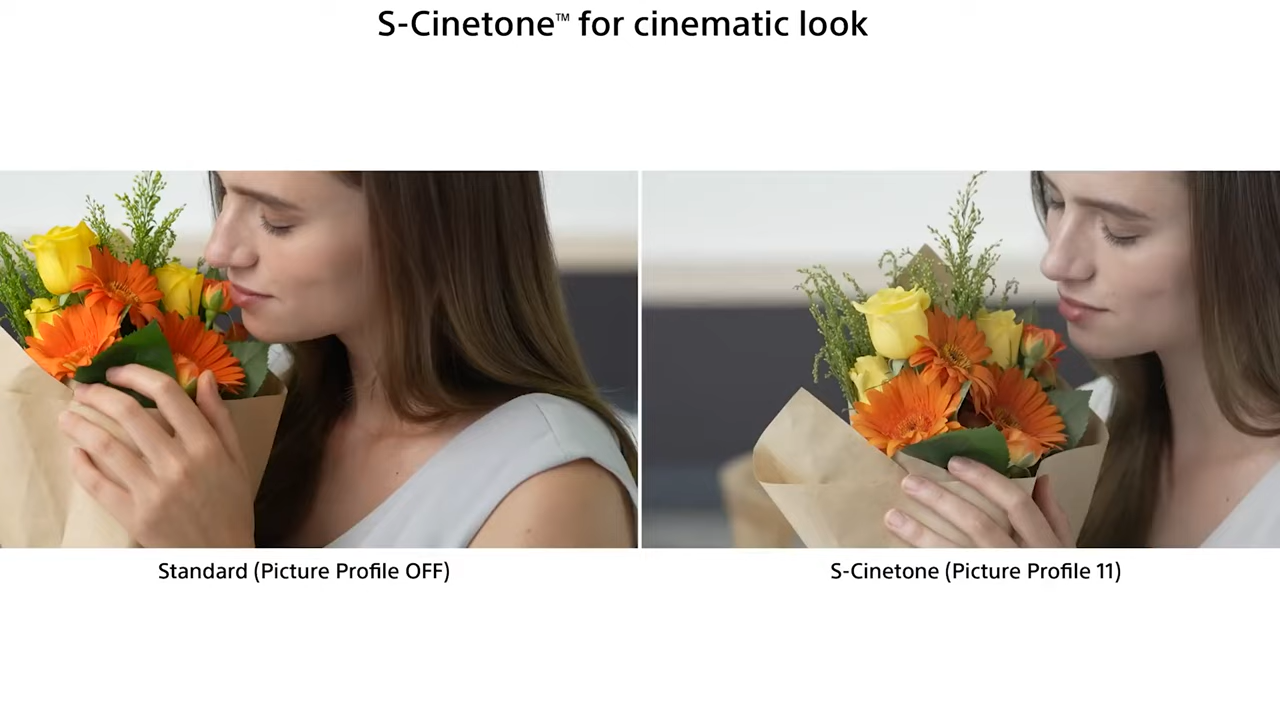 S-Cinetone™ for cinematic look
Standard (Picture Profile OFF)
S-Cinetone (Picture Profile 11)